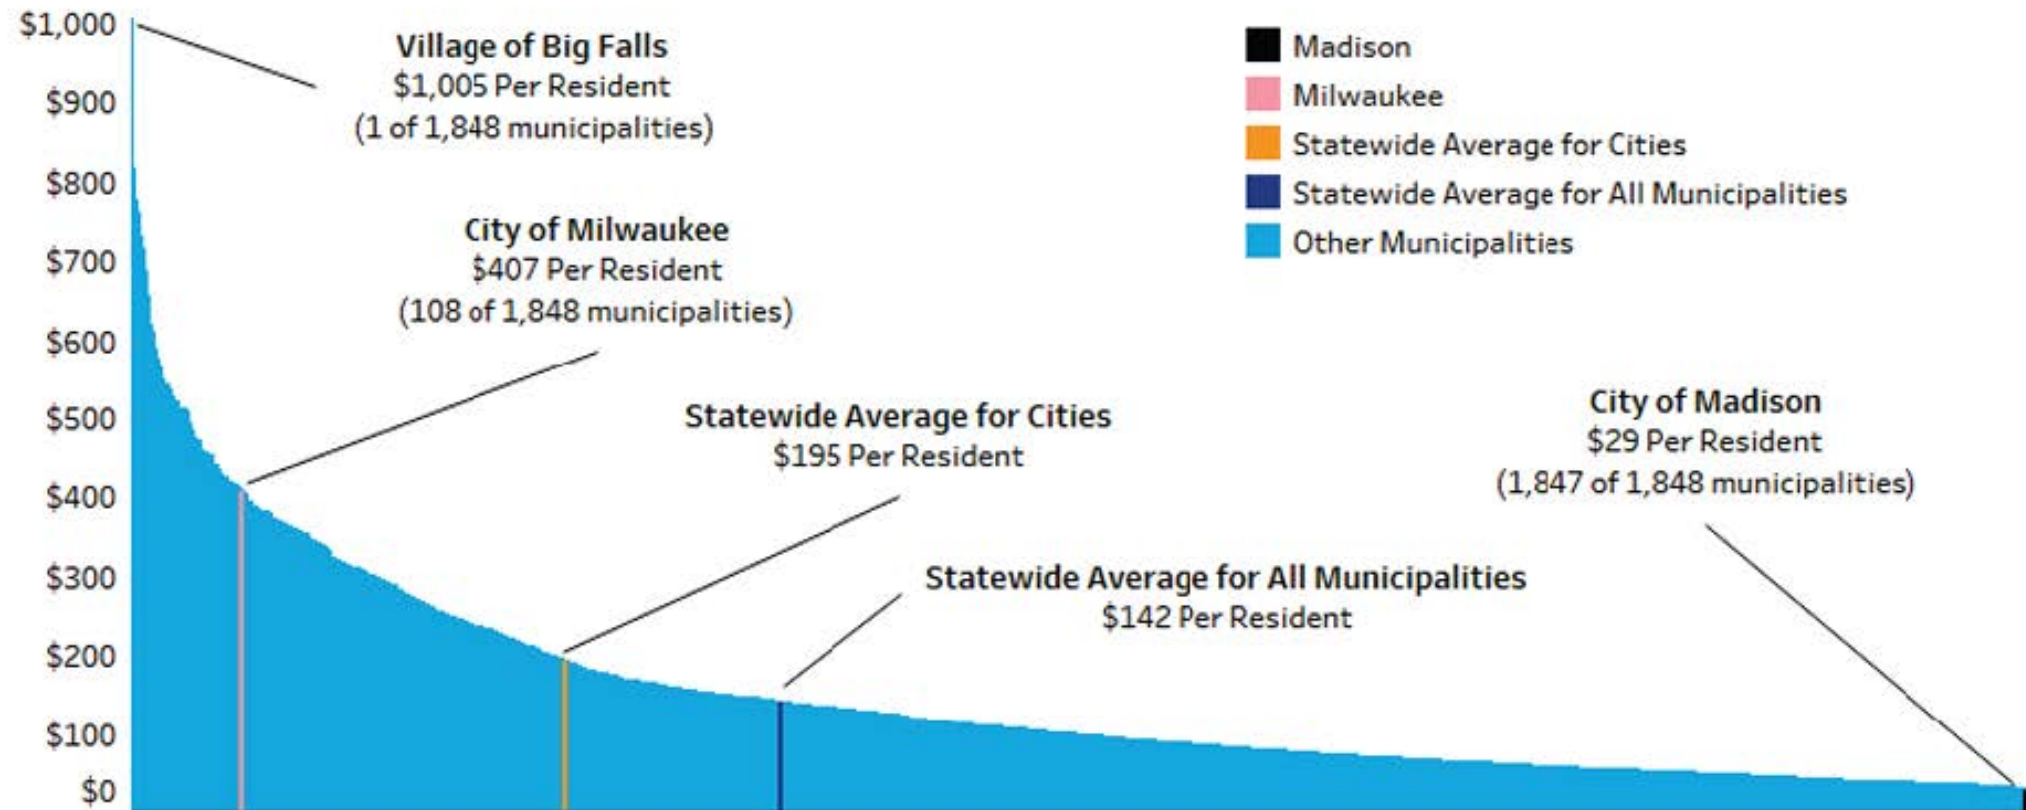 $1,000
$900
$800
$700
$600
$500
$400
$300
$200
$100
$0
Village of Big Falls
$1,005 Per Resident
(1 of 1,848 municipalities)
City of Milwaukee
$407 Per Resident
(108 of 1,848 municipalities)
Statewide Average for Cities
$195 Per Resident
Statewide Average for All Municipalities
$142 Per Resident
City of Madison
$29 Per Resident
(1,847 of 1,848 municipalities)
Madison
Milwaukee
Statewide Average for Cities
Statewide Average for All Municipalities
Other Municipalities